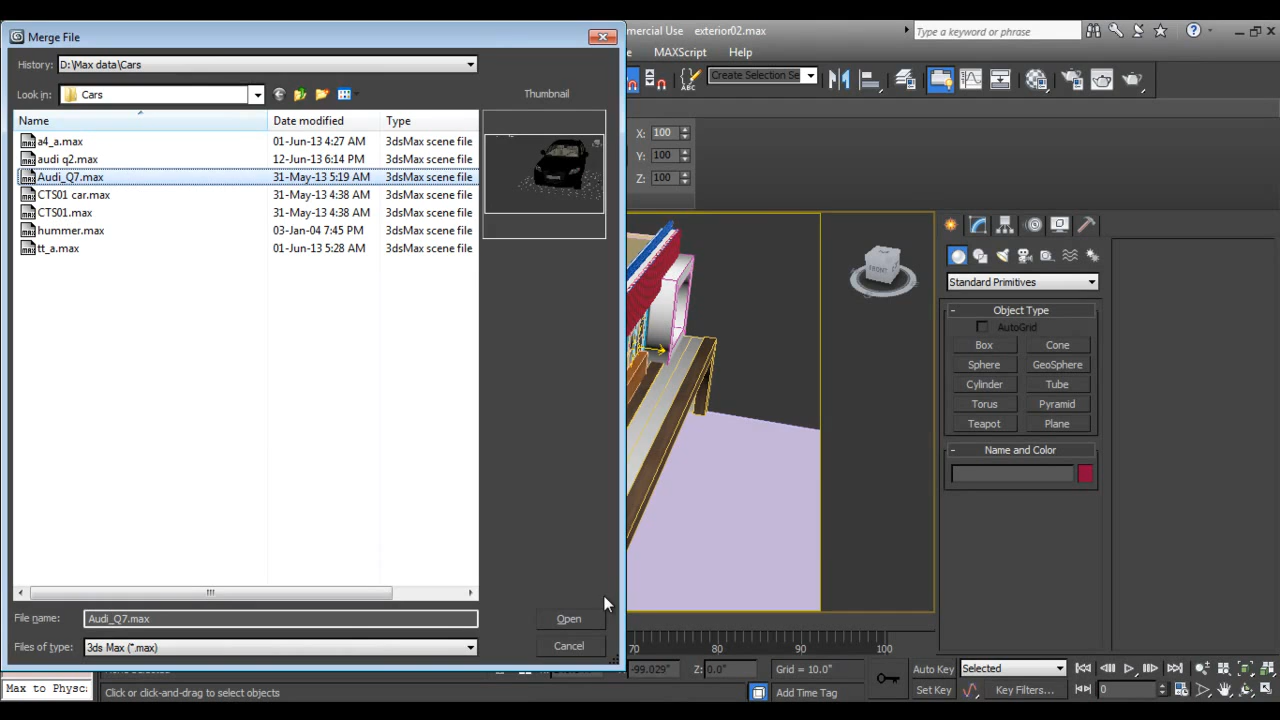 Merge File
mercial Use exterior02.max
Type a keyword or phrase
History: D:\Max data\Cars
MAXScript Help
Create Selection Se
ABC
Look in: Cars
Thumbnail
Name Date modified Type
a4_a.max 01-Jun-13 4:27 AM 3dsMax scene file
audi q2.max 12-Jun-13 6:14 PM 3dsMax scene file
Audi_Q7.max 31-May-13 5:19 AM 3dsMax scene file
CTS01 car.max 31-May-13 4:38 AM 3dsMax scene file
CTS01.max 31-May-13 4:38 AM 3dsMax scene file
hummer.max 03-Jan-04 7:45 PM 3dsMax scene file
tt_a.max 01-Jun-13 5:28 AM 3dsMax scene file
X: 100
Y: 100
Z: 100
FRONT
Standard Primitives
- Object Type
AutoGrid
Box Cone
Sphere GeoSphere
Cylinder Tube
Torus Pyramid
Teapot Plane
- Name and Color
File name: Audi_Q7.max
Open
Files of type: 3ds Max (*.max)
Cancel
70 80 90 100
-99.029" Z: 0.0" Grid = 10.0"
Auto Key Selected
Max to Physc
Click or click-and-drag to select objects
Add Time Tag
Set Key Key Filters... 0